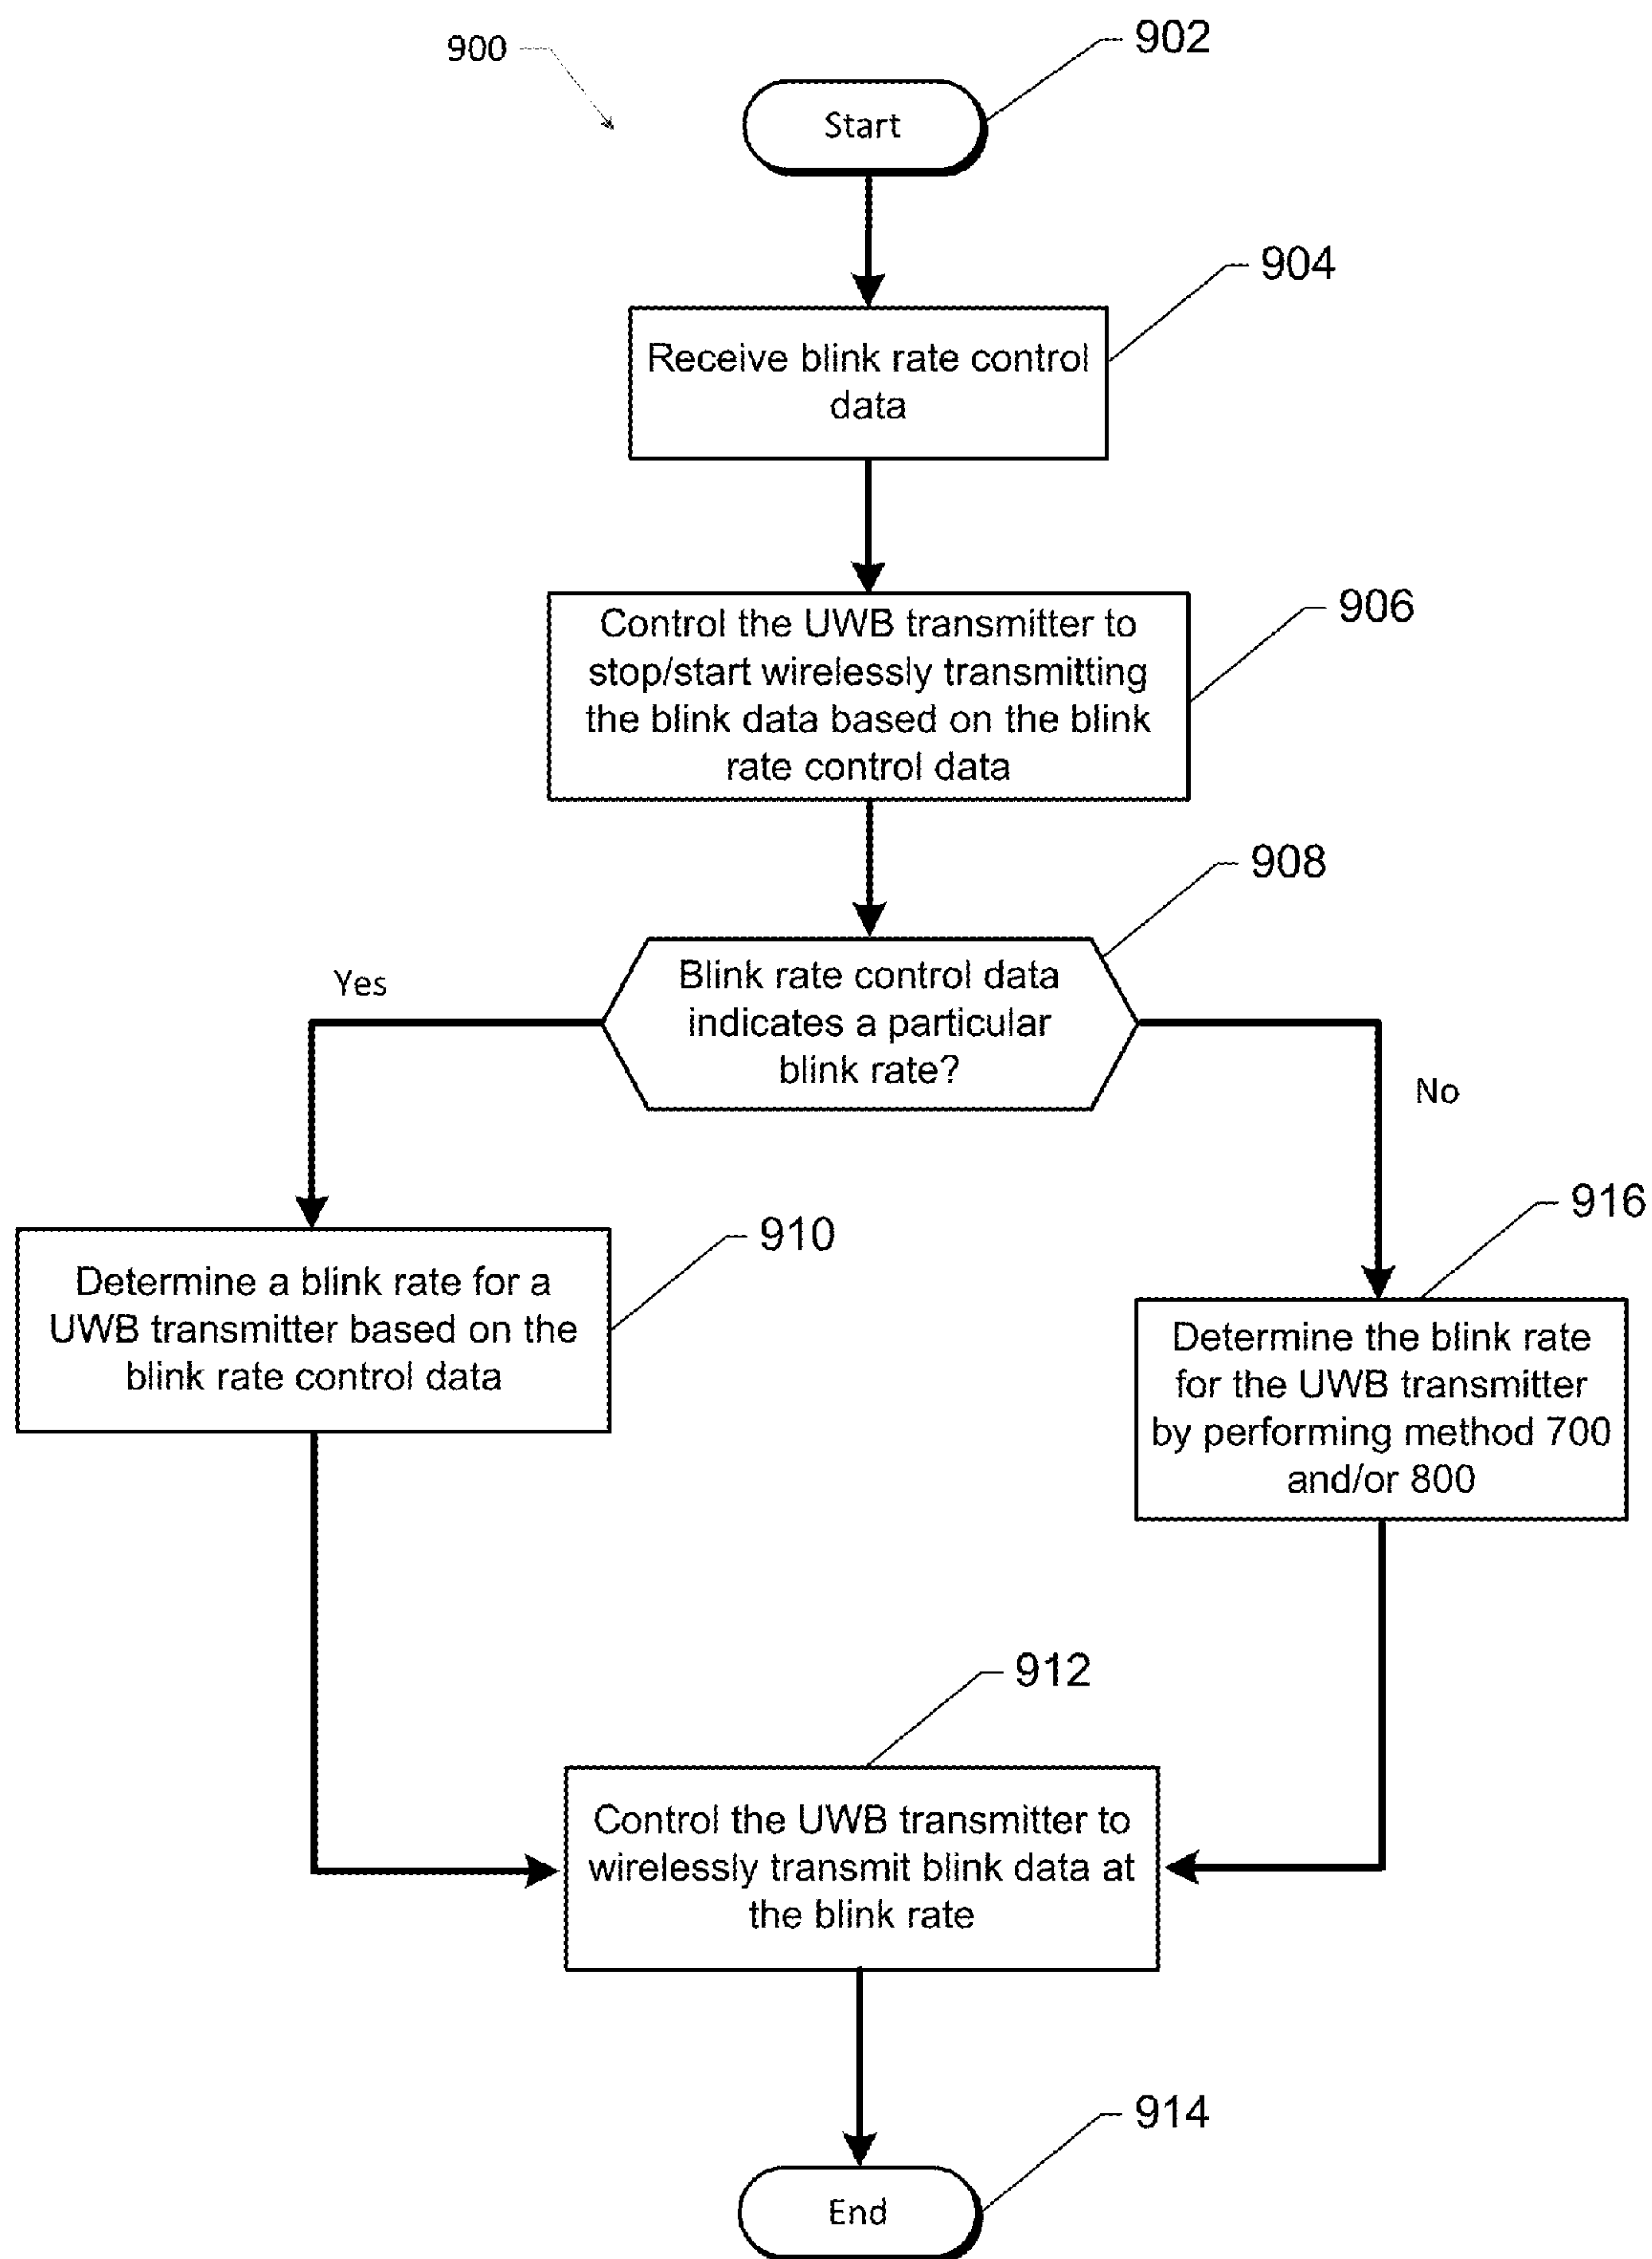 900
902
Start
904
Receive blink rate control
data
906
Control the UWB transmitter to
stop/start wirelessly transmitting
the blink data based on the blink
rate control data
908
Yes
Blink rate control data
indicates a particular
blink rate?
No
910
Determine a blink rate for a
UWB transmitter based on the
blink rate control data
916
Determine the blink rate
for the UWB transmitter
by performing method 700
and/or 800
912
Control the UWB transmitter to
wirelessly transmit blink data at
the blink rate
914
End